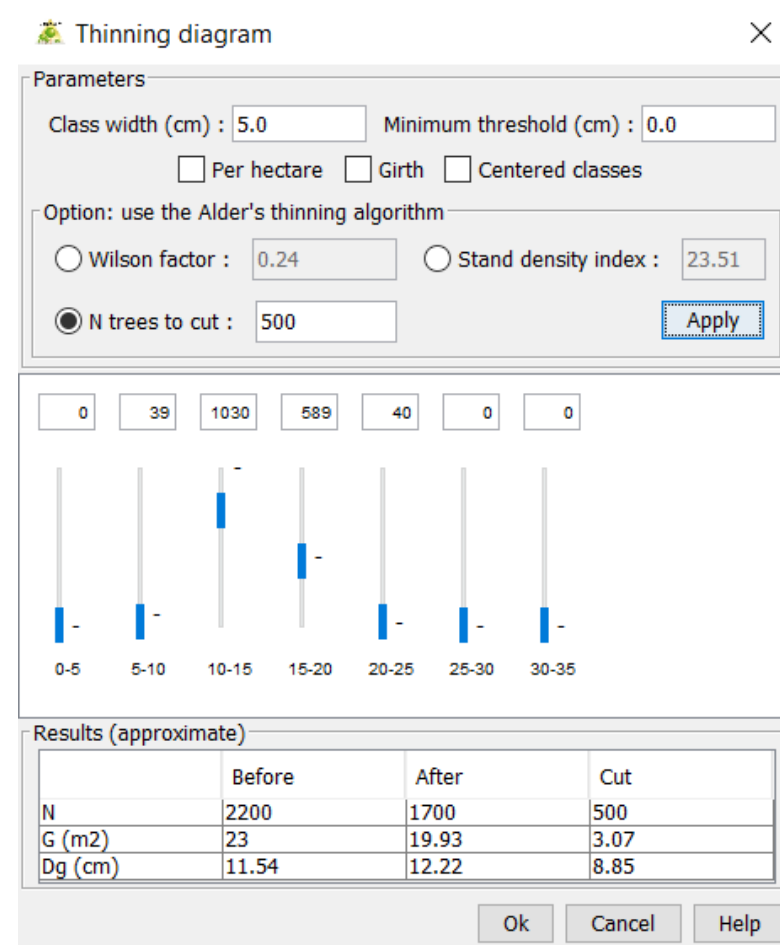 Thinning diagram
Parameters
Class width (cm) : 5.0 Minimum threshold (cm) : 0.0
Per hectare Girth Centered classes
Option: use the Alder's thinning algorithm
Wilson factor : 0.24 Stand density index : 23.51
N trees to cut : 500 Apply
0 39 1030 589 40 0 0
- - - - - - -
0-5 5-10 10-15 15-20 20-25 25-30 30-35
Results (approximate)
Before After Cut
N 2200 1700 500
G (m2) 23 19.93 3.07
Dg (cm) 11.54 12.22 8.85
Ok Cancel Help